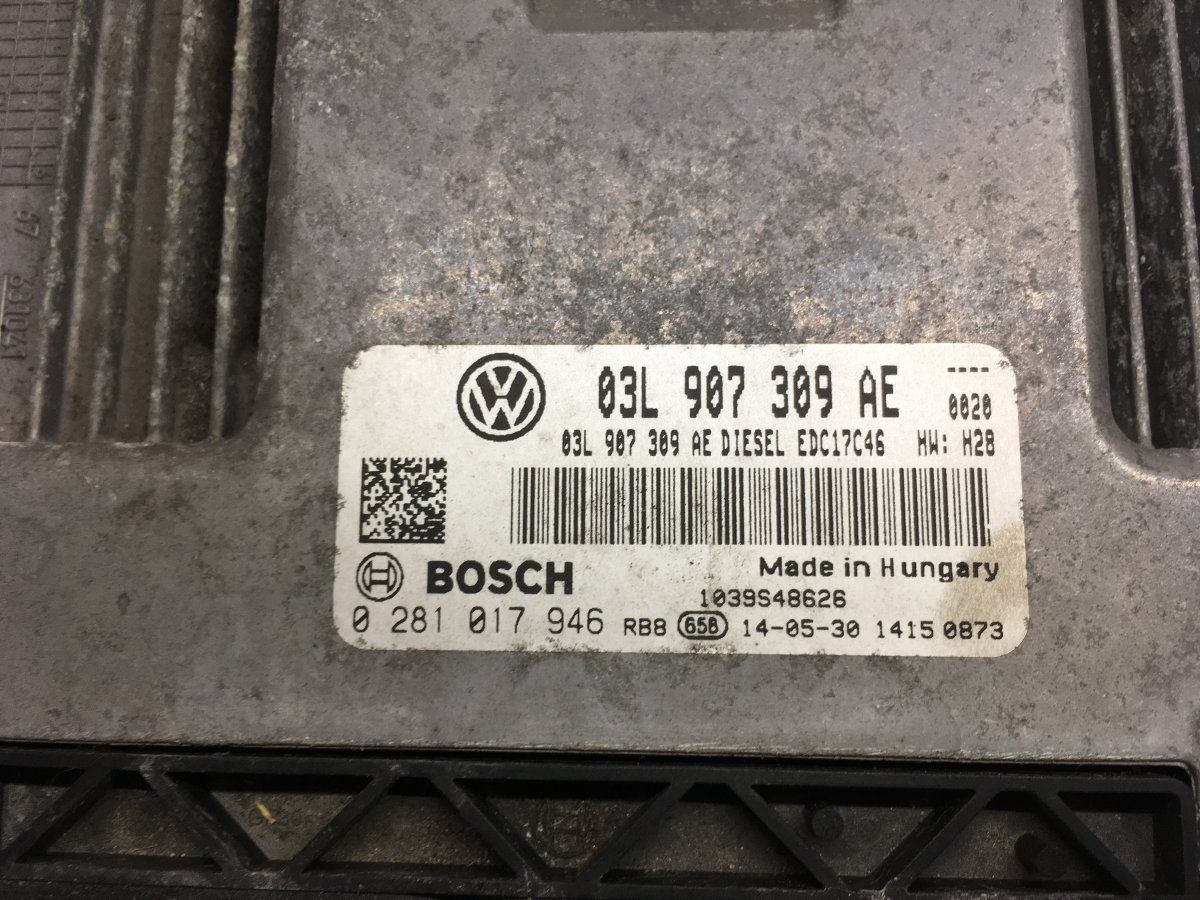 03L 907 309 AE ----
0020
03L 907 309 AE DIESEL EDC17C46 HW: H28
BOSCH
Made in Hungary
1039S48626
0 281 017 946 RB8 658 14-05-30 1415 0873